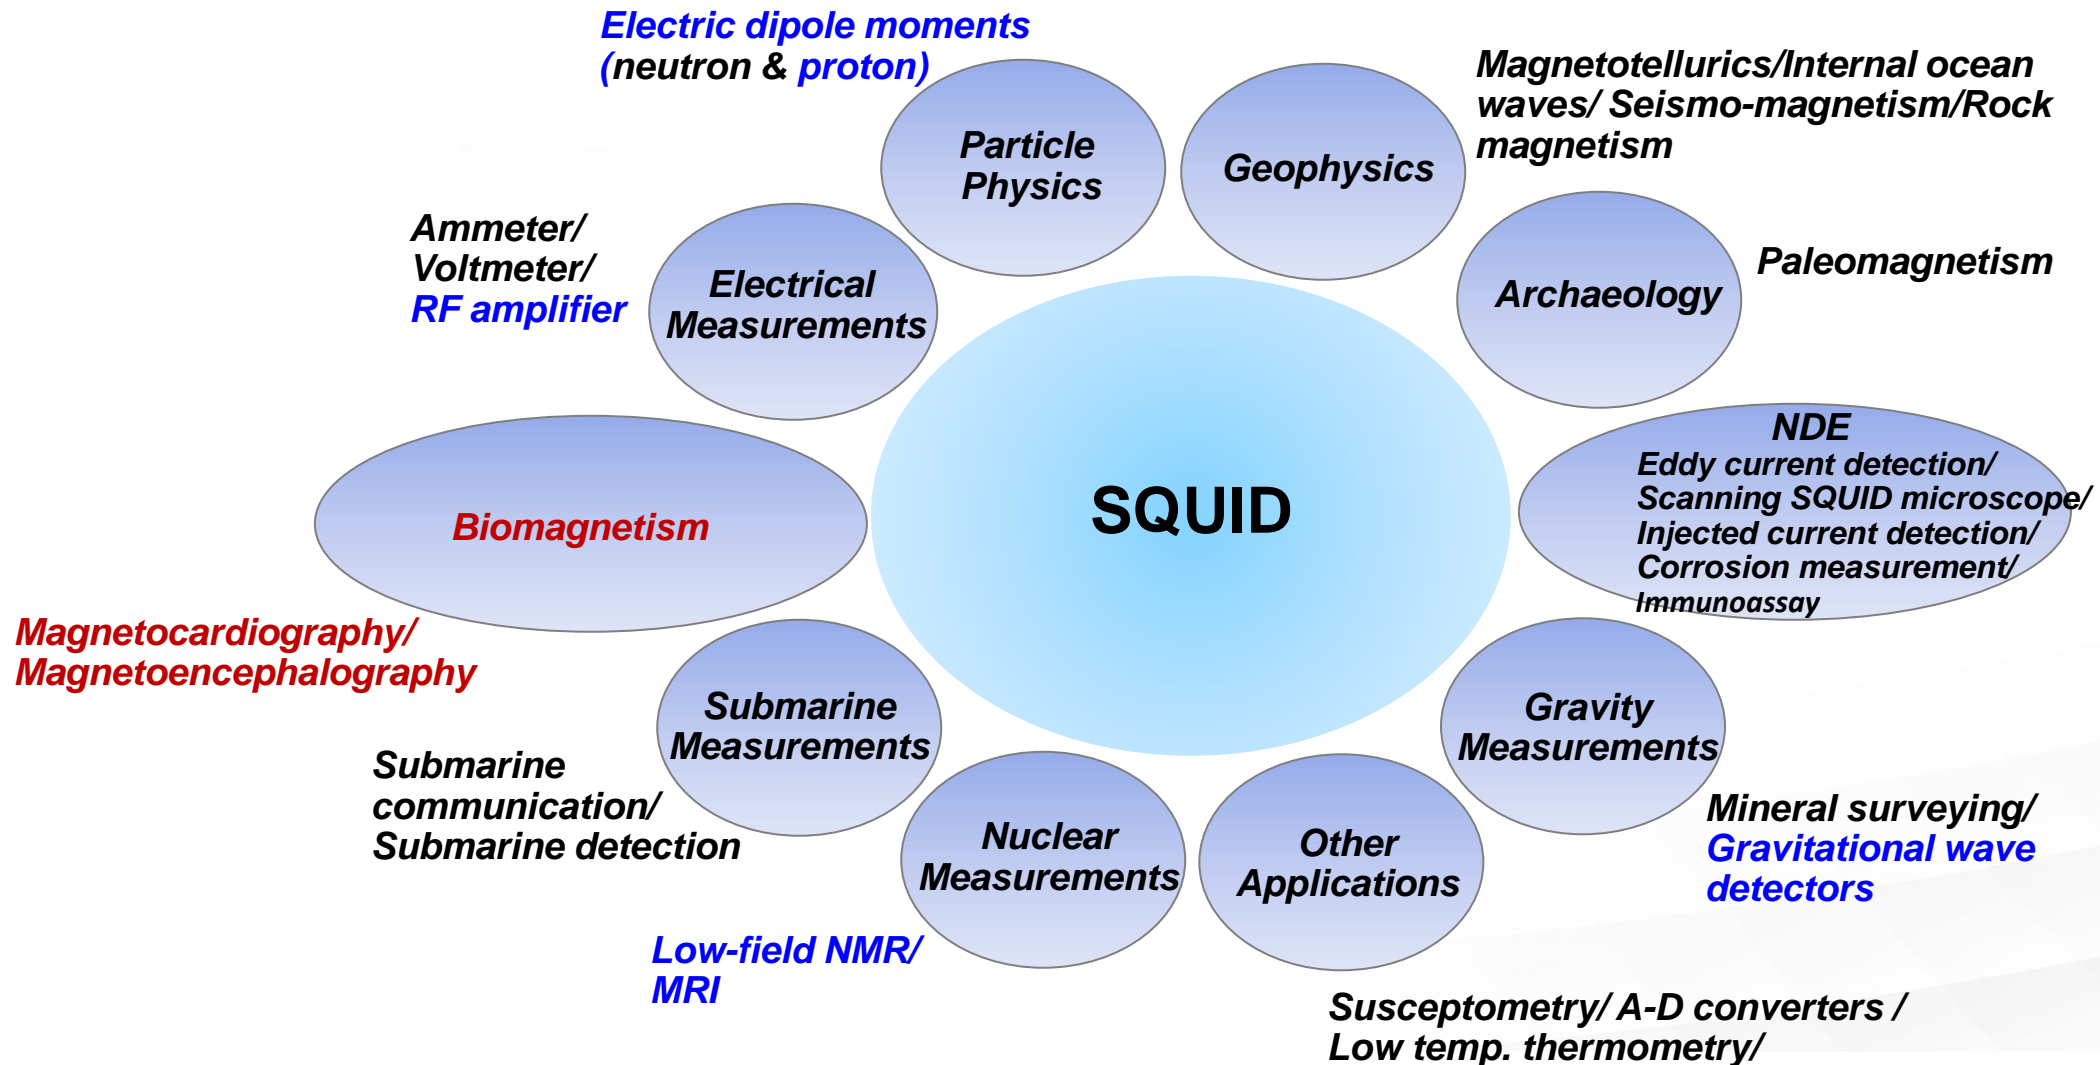 Electric dipole moments
(neutron & proton)
Particle
Physics
Geophysics
Magnetotellurics/Internal ocean
waves/ Seismo-magnetism/Rock
magnetism
Ammeter/
Voltmeter/
RF amplifier
Electrical
Measurements
Archaeology
Paleomagnetism
SQUID
NDE
Eddy current detection/
Scanning SQUID microscope/
Injected current detection/
Corrosion measurement/
Immunoassay
Biomagnetism
Magnetocardiography/
Magnetoencephalography
Submarine
Measurements
Submarine
communication/
Submarine detection
Gravity
Measurements
Mineral surveying/
Gravitational wave
detectors
Nuclear
Measurements
Low-field NMR/
MRI
Other
Applications
Susceptometry/ A-D converters /
Low temp. thermometry/